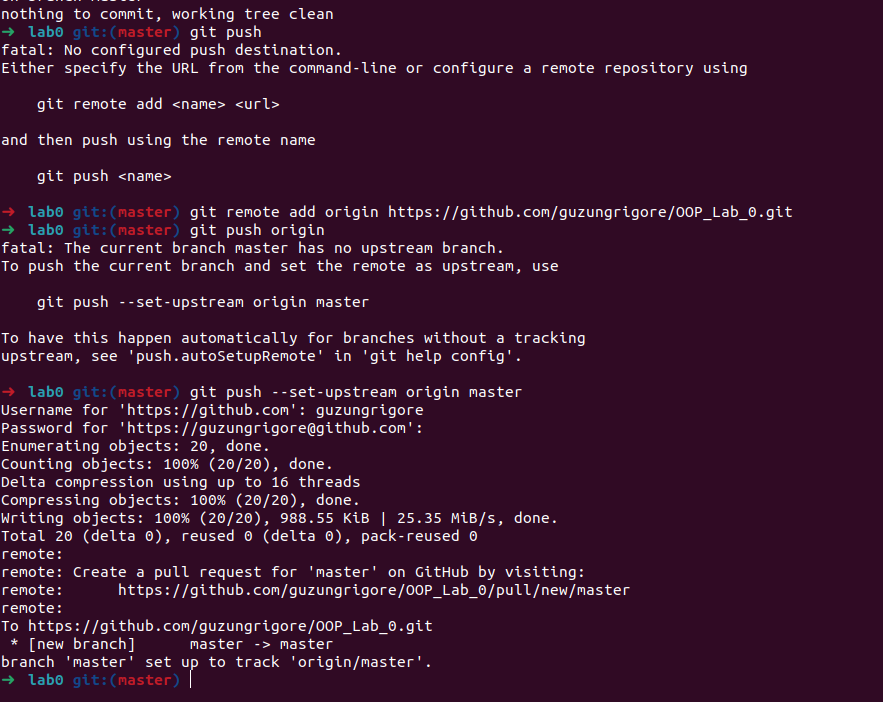 nothing to commit, working tree clean
➜ lab0 git:(master) git push
fatal: No configured push destination.
Either specify the URL from the command-line or configure a remote repository using
git remote add <name> <url>
and then push using the remote name
git push <name>
➜ lab0 git:(master) git remote add origin https://github.com/guzungrigore/OOP_Lab_0.git
➜ lab0 git:(master) git push origin
fatal: The current branch master has no upstream branch.
To push the current branch and set the remote as upstream, use
git push --set-upstream origin master
To have this happen automatically for branches without a tracking
upstream, see 'push.autoSetupRemote' in 'git help config'.
➜ lab0 git:(master) git push --set-upstream origin master
Username for 'https://github.com': guzungrigore
Password for 'https://guzungrigore@github.com':
Enumerating objects: 20, done.
Counting objects: 100% (20/20), done.
Delta compression using up to 16 threads
Compressing objects: 100% (20/20), done.
Writing objects: 100% (20/20), 988.55 KiB | 25.35 MiB/s, done.
Total 20 (delta 0), reused 0 (delta 0), pack-reused 0
remote:
remote: Create a pull request for 'master' on GitHub by visiting:
remote: https://github.com/guzungrigore/OOP_Lab_0/pull/new/master
remote:
To https://github.com/guzungrigore/OOP_Lab_0.git
* [new branch] master -> master
branch 'master' set up to track 'origin/master'.
➜ lab0 git:(master)